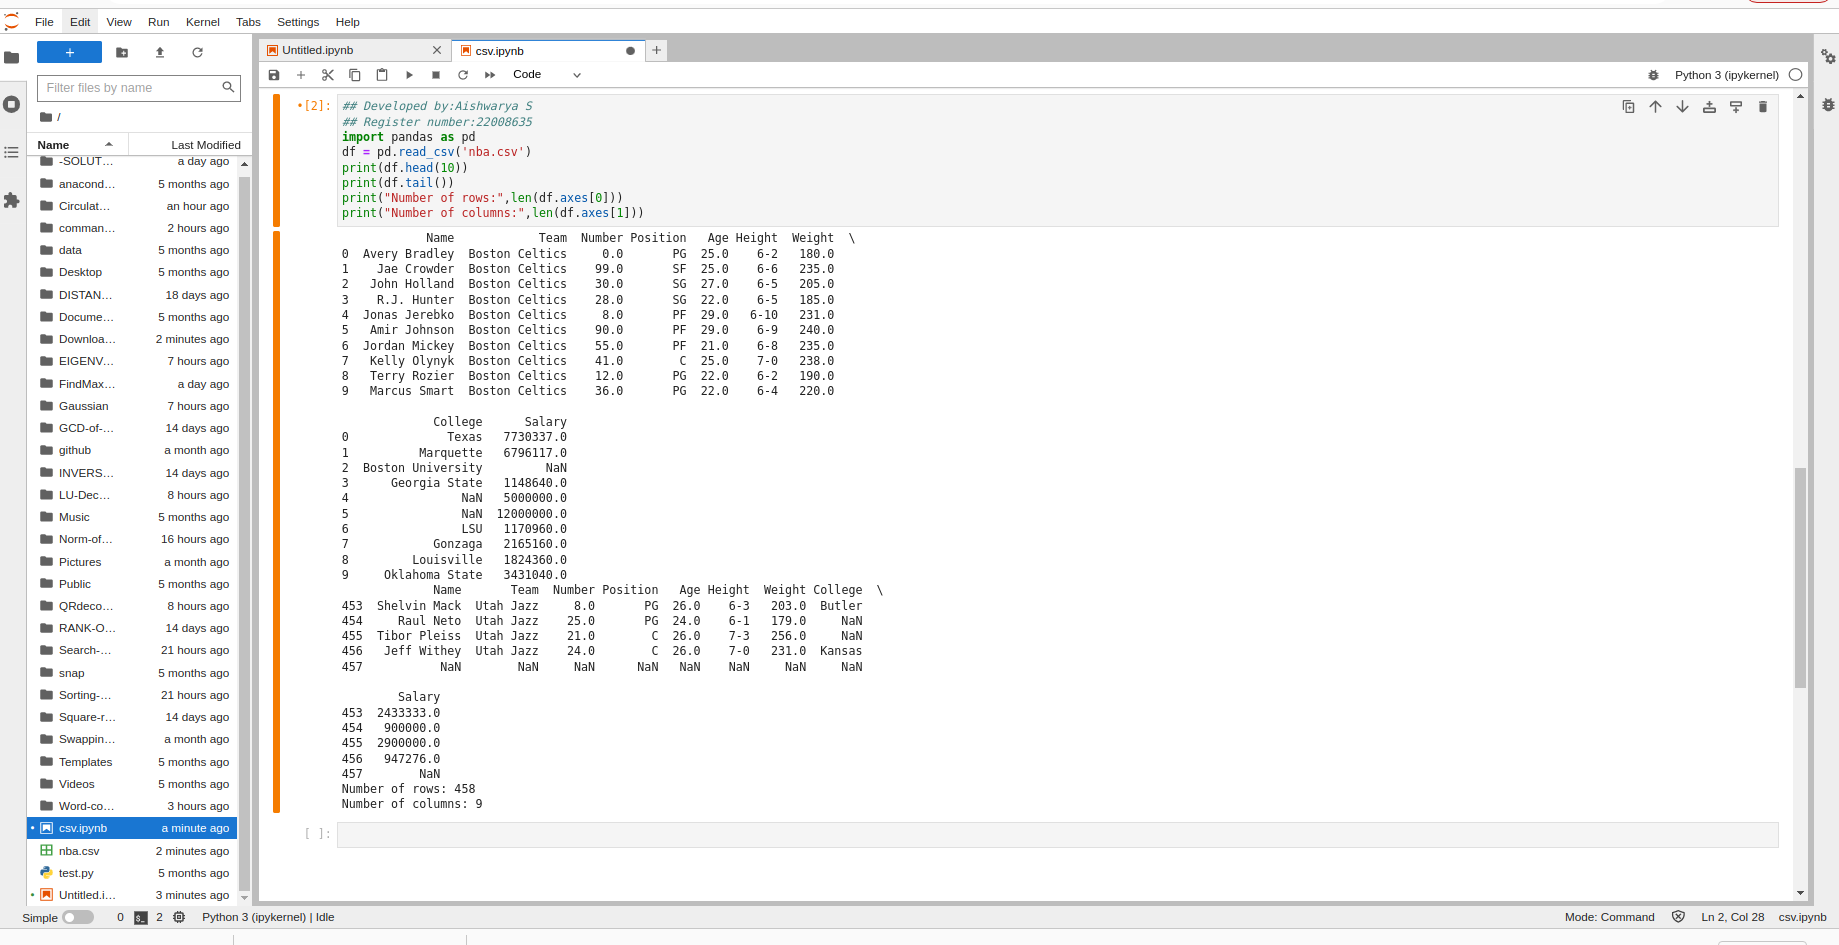 File Edit View Run Kernel Tabs Settings Help
Untitled.ipynb
csv.ipynb
Code
Python 3 (ipykernel)
Filter files by name
/
Name Last Modified
-SOLUT… a day ago
anacond… 5 months ago
Circulat… an hour ago
comman… 2 hours ago
data 5 months ago
Desktop 5 months ago
DISTAN… 18 days ago
Docume… 5 months ago
Downloa… 2 minutes ago
EIGENV… 7 hours ago
FindMax… a day ago
Gaussian 7 hours ago
GCD-of-… 14 days ago
github a month ago
INVERS… 14 days ago
LU-Dec… 8 hours ago
Music 5 months ago
Norm-of… 16 hours ago
Pictures a month ago
Public 5 months ago
QRdeco… 8 hours ago
RANK-O… 14 days ago
Search-… 21 hours ago
snap 5 months ago
Sorting-… 21 hours ago
Square-r… 14 days ago
Swappin… a month ago
Templates 5 months ago
Videos 5 months ago
Word-co… 3 hours ago
csv.ipynb a minute ago
nba.csv 2 minutes ago
test.py 5 months ago
Untitled.i… 3 minutes ago
[2]:
## Developed by:Aishwarya S
## Register number:22008635
import pandas as pd
df = pd.read_csv('nba.csv')
print(df.head(10))
print(df.tail())
print("Number of rows:",len(df.axes[0]))
print("Number of columns:",len(df.axes[1]))
Name Team Number Position Age Height Weight \
0 Avery Bradley Boston Celtics 0.0 PG 25.0 6-2 180.0
1 Jae Crowder Boston Celtics 99.0 SF 25.0 6-6 235.0
2 John Holland Boston Celtics 30.0 SG 27.0 6-5 205.0
3 R.J. Hunter Boston Celtics 28.0 SG 22.0 6-5 185.0
4 Jonas Jerebko Boston Celtics 8.0 PF 29.0 6-10 231.0
5 Amir Johnson Boston Celtics 90.0 PF 29.0 6-9 240.0
6 Jordan Mickey Boston Celtics 55.0 PF 21.0 6-8 235.0
7 Kelly Olynyk Boston Celtics 41.0 C 25.0 7-0 238.0
8 Terry Rozier Boston Celtics 12.0 PG 22.0 6-2 190.0
9 Marcus Smart Boston Celtics 36.0 PG 22.0 6-4 220.0
College Salary
0 Texas 7730337.0
1 Marquette 6796117.0
2 Boston University NaN
3 Georgia State 1148640.0
4 NaN 5000000.0
5 NaN 12000000.0
6 LSU 1170960.0
7 Gonzaga 2165160.0
8 Louisville 1824360.0
9 Oklahoma State 3431040.0
Name Team Number Position Age Height Weight College \
453 Shelvin Mack Utah Jazz 8.0 PG 26.0 6-3 203.0 Butler
454 Raul Neto Utah Jazz 25.0 PG 24.0 6-1 179.0 NaN
455 Tibor Pleiss Utah Jazz 21.0 C 26.0 7-3 256.0 NaN
456 Jeff Withey Utah Jazz 24.0 C 26.0 7-0 231.0 Kansas
457 NaN NaN NaN NaN NaN NaN NaN NaN
Salary
453 2433333.0
454 900000.0
455 2900000.0
456 947276.0
457 NaN
Number of rows: 458
Number of columns: 9
[ ]:
Simple 0 2 Python 3 (ipykernel) | Idle Mode: Command Ln 2, Col 28 csv.ipynb